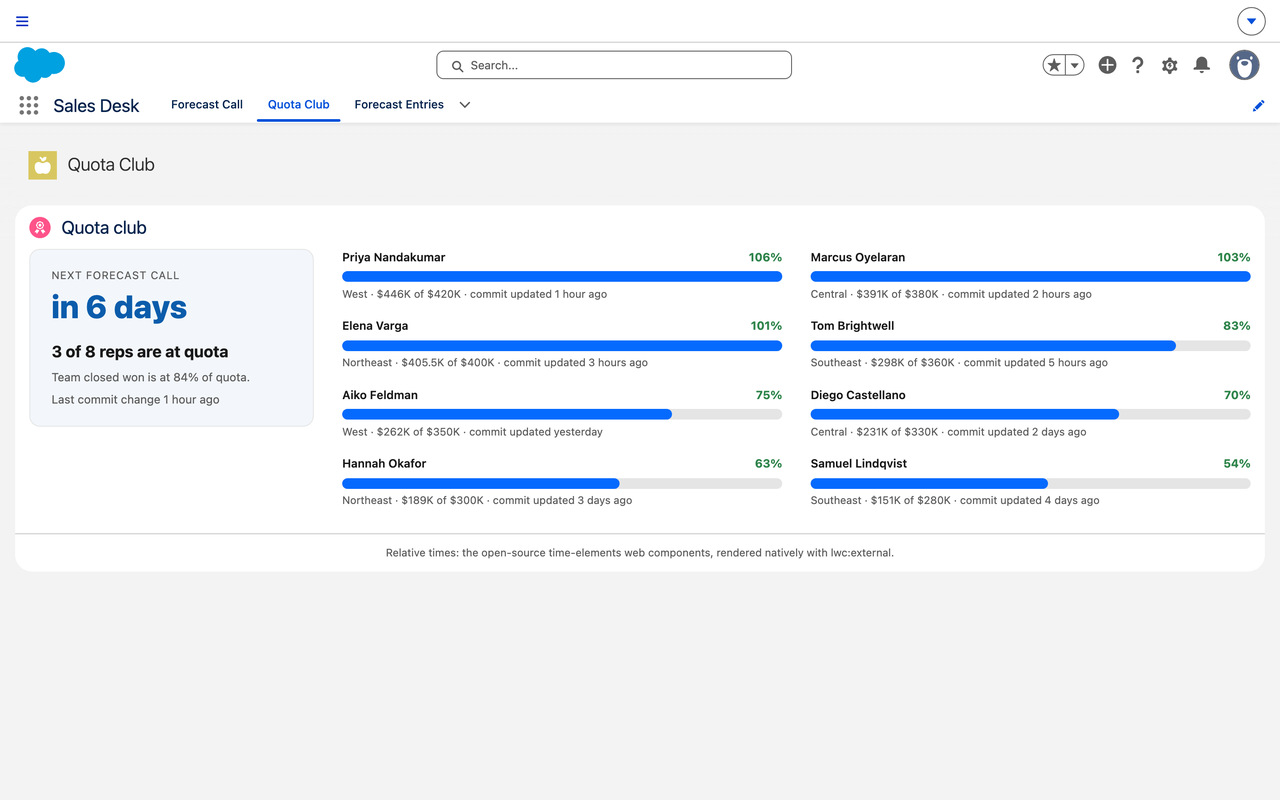 Search...
Sales Desk
Forecast Call
Quota Club
Forecast Entries
Quota Club
Quota club
NEXT FORECAST CALL
in 6 days
3 of 8 reps are at quota
Team closed won is at 84% of quota.
Last commit change 1 hour ago
Priya Nandakumar 106%
West · $446K of $420K · commit updated 1 hour ago
Marcus Oyelaran 103%
Central · $391K of $380K · commit updated 2 hours ago
Elena Varga 101%
Northeast · $405.5K of $400K · commit updated 3 hours ago
Tom Brightwell 83%
Southeast · $298K of $360K · commit updated 5 hours ago
Aiko Feldman 75%
West · $262K of $350K · commit updated yesterday
Diego Castellano 70%
Central · $231K of $330K · commit updated 2 days ago
Hannah Okafor 63%
Northeast · $189K of $300K · commit updated 3 days ago
Samuel Lindqvist 54%
Southeast · $151K of $280K · commit updated 4 days ago
Relative times: the open-source time-elements web components, rendered natively with lwc:external.